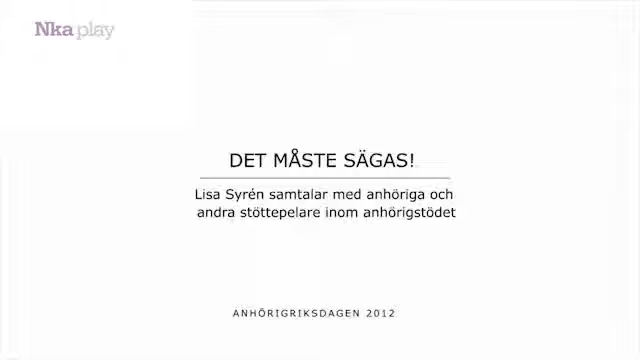 Nka play
DET MÅSTE SÄGAS!
Lisa Syrén samtalar med anhöriga och
andra stöttepelare inom anhörigstödet
ANHÖRIGRIKSDAGEN 2012